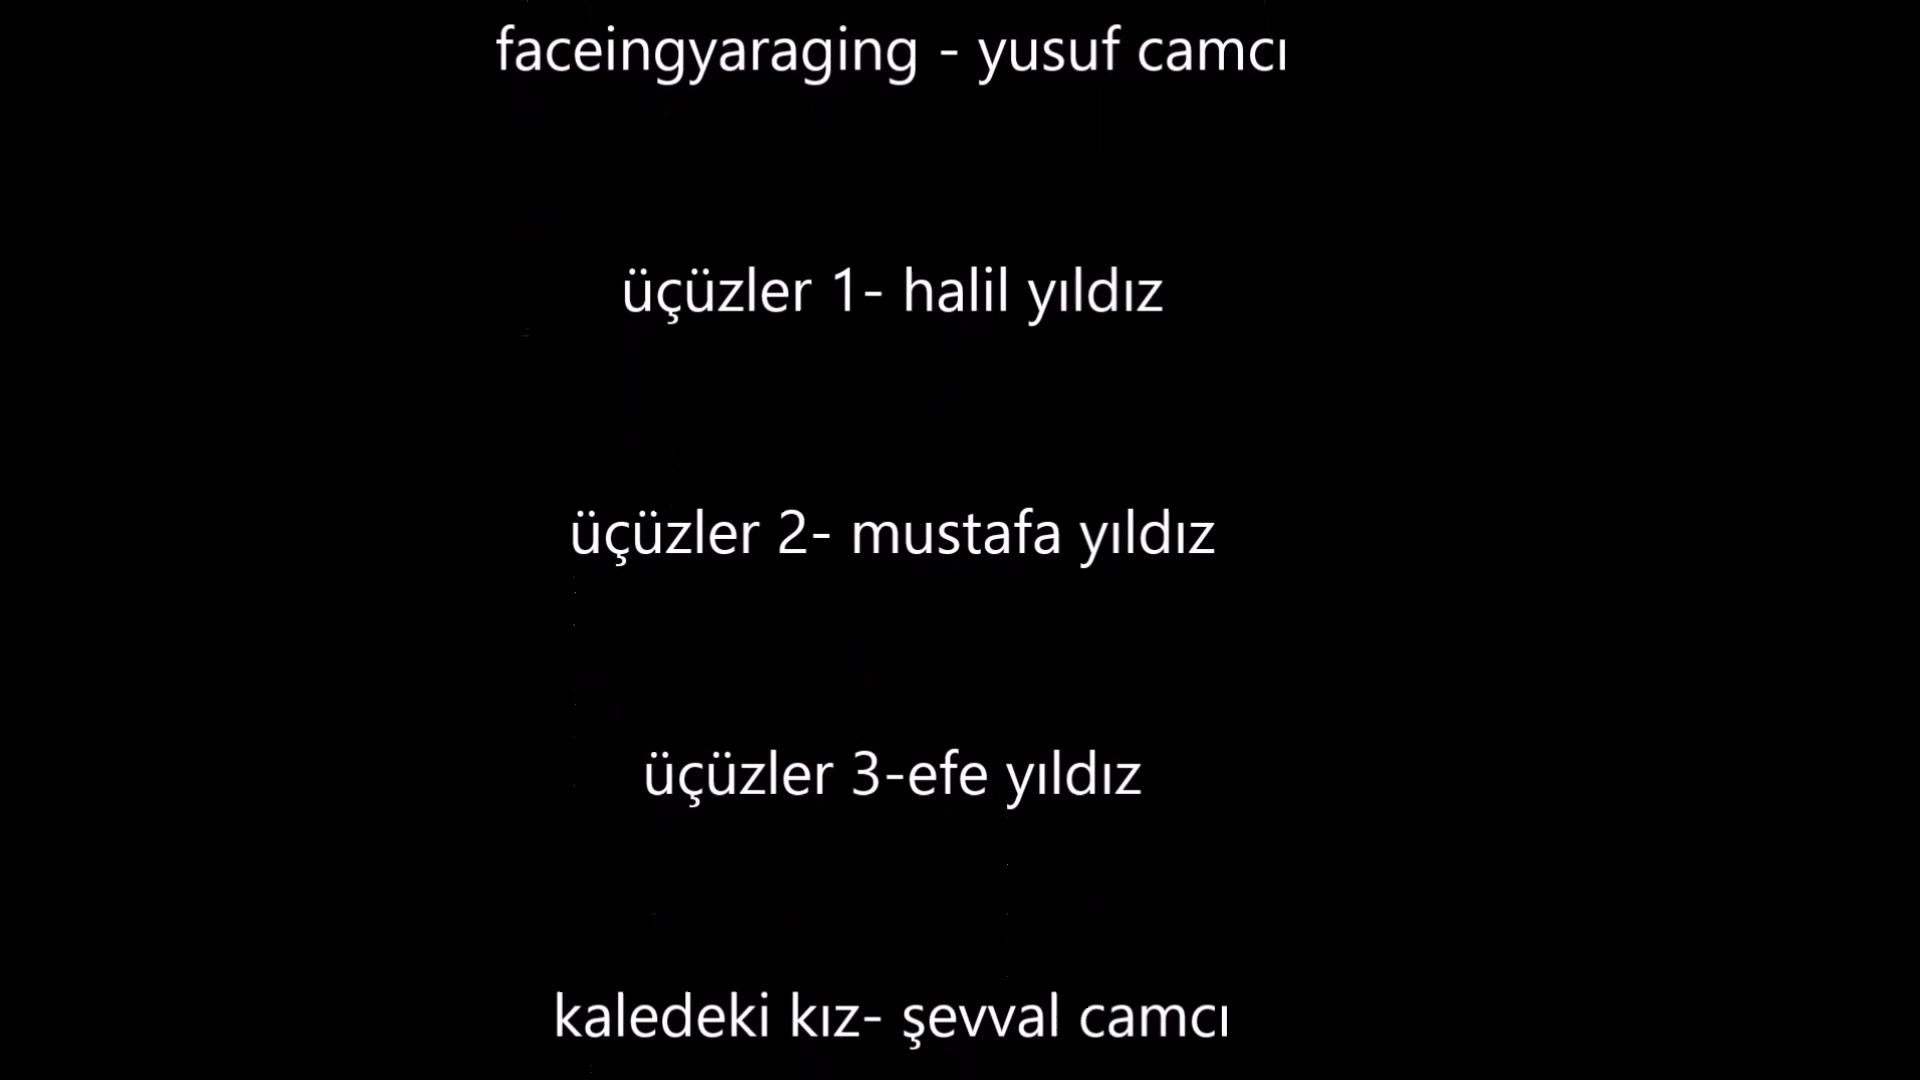 faceingyaraging - yusuf camcı
üçüzler 1- halil yıldız
üçüzler 2- mustafa yıldız
üçüzler 3-efe yıldız
kaledeki kız- şevval camcı